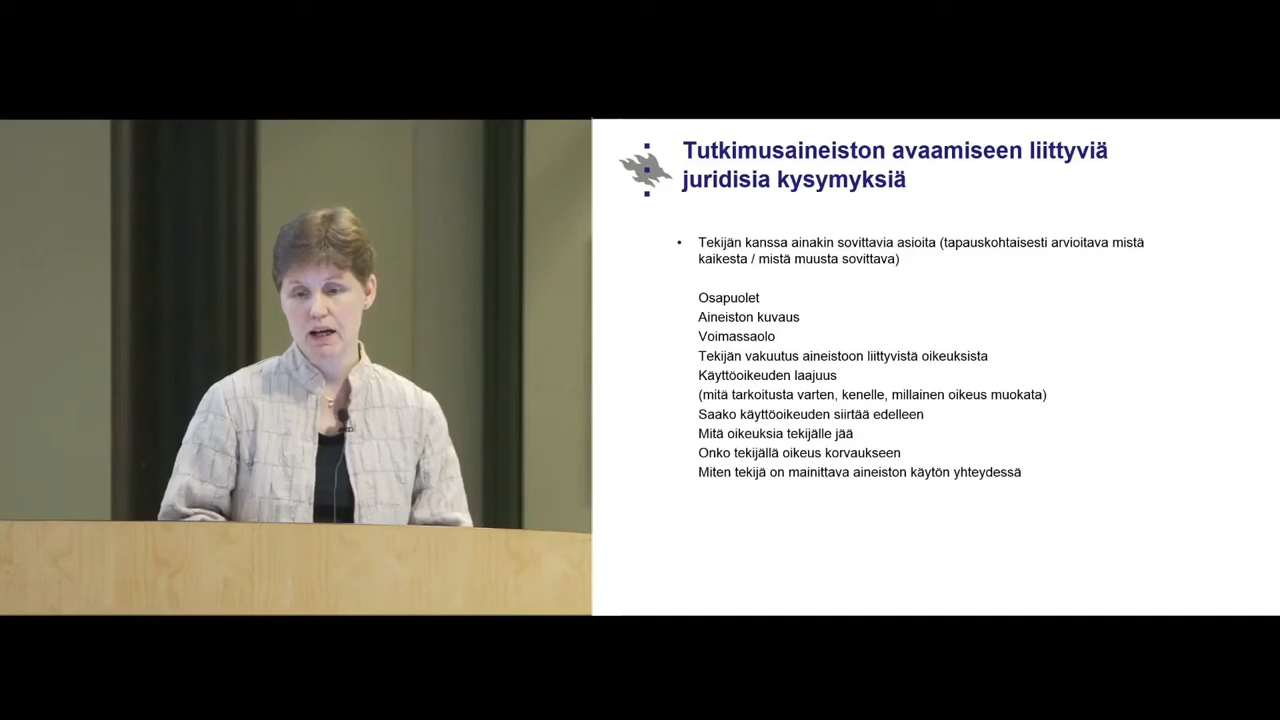 Tutkimusaineiston avaamiseen liittyviä
juridisia kysymyksiä
• Tekijän kanssa ainakin sovittavia asioita (tapauskohtaisesti arvioitava mistä
kaikesta / mistä muusta sovittava)
Osapuolet
Aineiston kuvaus
Voimassaolo
Tekijän vakuutus aineistoon liittyvistä oikeuksista
Käyttöoikeuden laajuus
(mitä tarkoitusta varten, kenelle, millainen oikeus muokata)
Saako käyttöoikeuden siirtää edelleen
Mitä oikeuksia tekijälle jää
Onko tekijällä oikeus korvaukseen
Miten tekijä on mainittava aineiston käytön yhteydessä